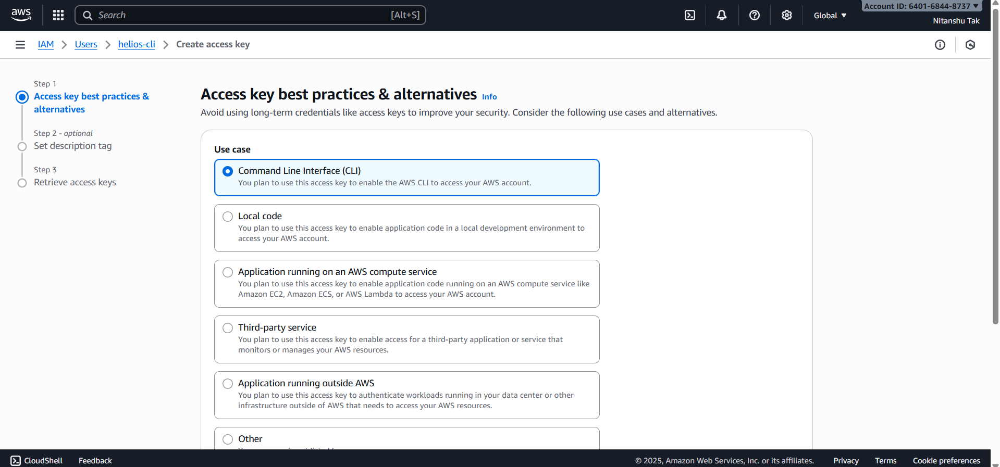 aws
Search [Alt+S]
Global
Account ID: 6401-6844-8737
Nitanshu Tak
IAM > Users > helios-cli > Create access key
Step 1
Access key best practices &
alternatives
Step 2 - optional
Set description tag
Step 3
Retrieve access keys
Access key best practices & alternatives Info
Avoid using long-term credentials like access keys to improve your security. Consider the following use cases and alternatives.
Use case
Command Line Interface (CLI)
You plan to use this access key to enable the AWS CLI to access your AWS account.
Local code
You plan to use this access key to enable application code in a local development environment to
access your AWS account.
Application running on an AWS compute service
You plan to use this access key to enable application code running on an AWS compute service like
Amazon EC2, Amazon ECS, or AWS Lambda to access your AWS account.
Third-party service
You plan to use this access key to enable access for a third-party application or service that
monitors or manages your AWS resources.
Application running outside AWS
You plan to use this access key to authenticate workloads running in your data center or other
infrastructure outside of AWS that needs to access your AWS resources.
Other
CloudShell Feedback
© 2025, Amazon Web Services, Inc. or its affiliates. Privacy Terms Cookie preferences